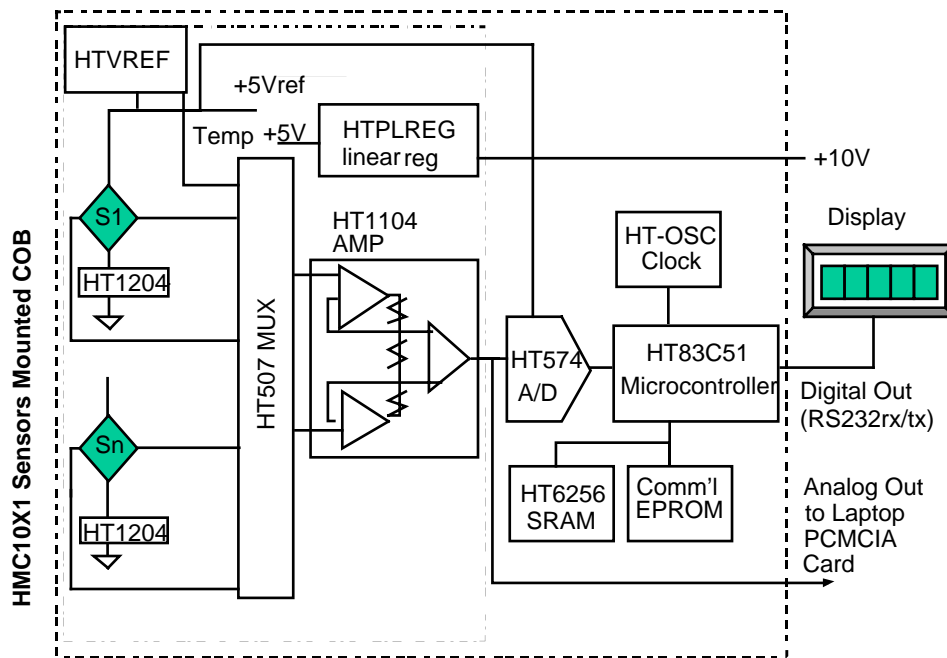 HTVREF
+5Vref
Temp +5V
HTPLREG
linear reg
+10V
S1
HT1204
HT1104
AMP
HT-OSC
Clock
Display
HMC10X1 Sensors Mounted COB
HT507 MUX
HT574
A/D
HT83C51
Microcontroller
Digital Out
(RS232rx/tx)
Sn
HT1204
HT6256
SRAM
Comm'l
EPROM
Analog Out
to Laptop
PCMCIA
Card